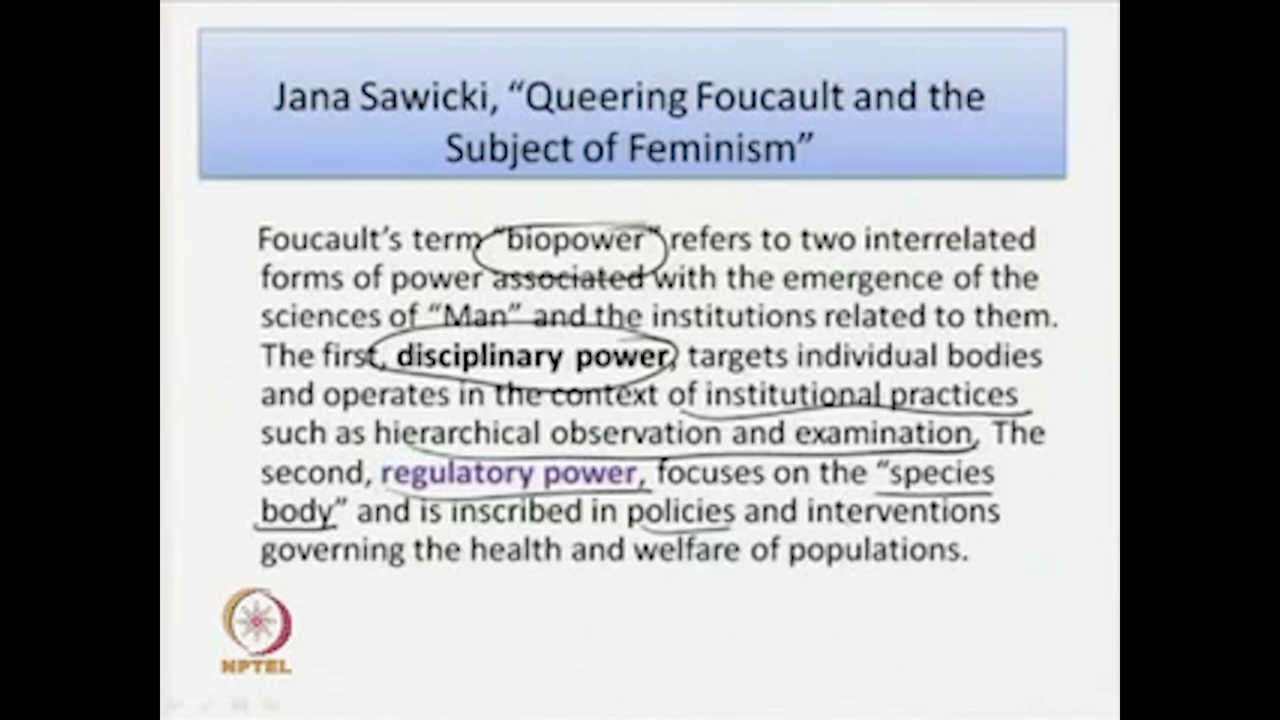 Jana Sawicki, “Queering Foucault and the
Subject of Feminism”
Foucault’s term “biopower” refers to two interrelated
forms of power associated with the emergence of the
sciences of “Man” and the institutions related to them.
The first, disciplinary power, targets individual bodies
and operates in the context of institutional practices
such as hierarchical observation and examination, The
second, regulatory power, focuses on the “species
body” and is inscribed in policies and interventions
governing the health and welfare of populations.
NPTEL